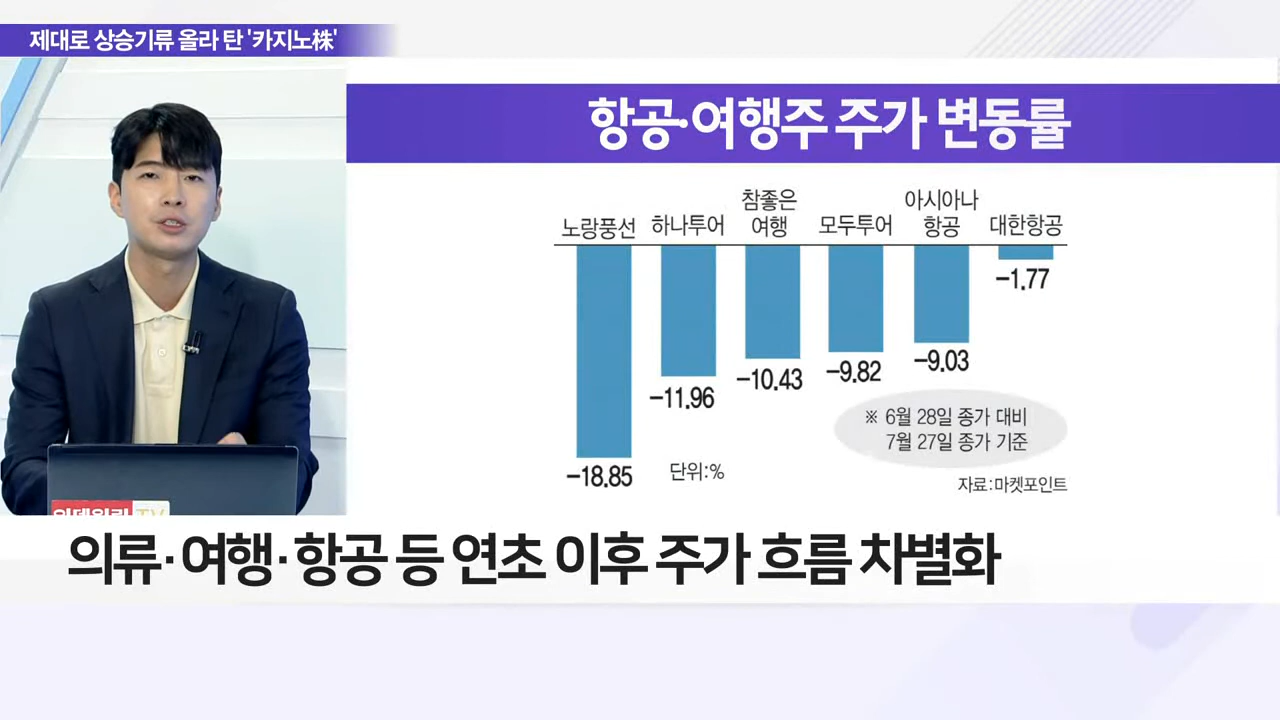 제대로 상승기류 올라 탄 '카지노株'
항공·여행주 주가 변동률
노랑풍선
하나투어
참좋은
여행
모두투어
아시아나
항공
대한항공
-18.85
-11.96
-10.43
-9.82
-9.03
-1.77
※ 6월 28일 종가 대비
7월 27일 종가 기준
단위:%
자료:마켓포인트
의류·여행·항공 등 연초 이후 주가 흐름 차별화